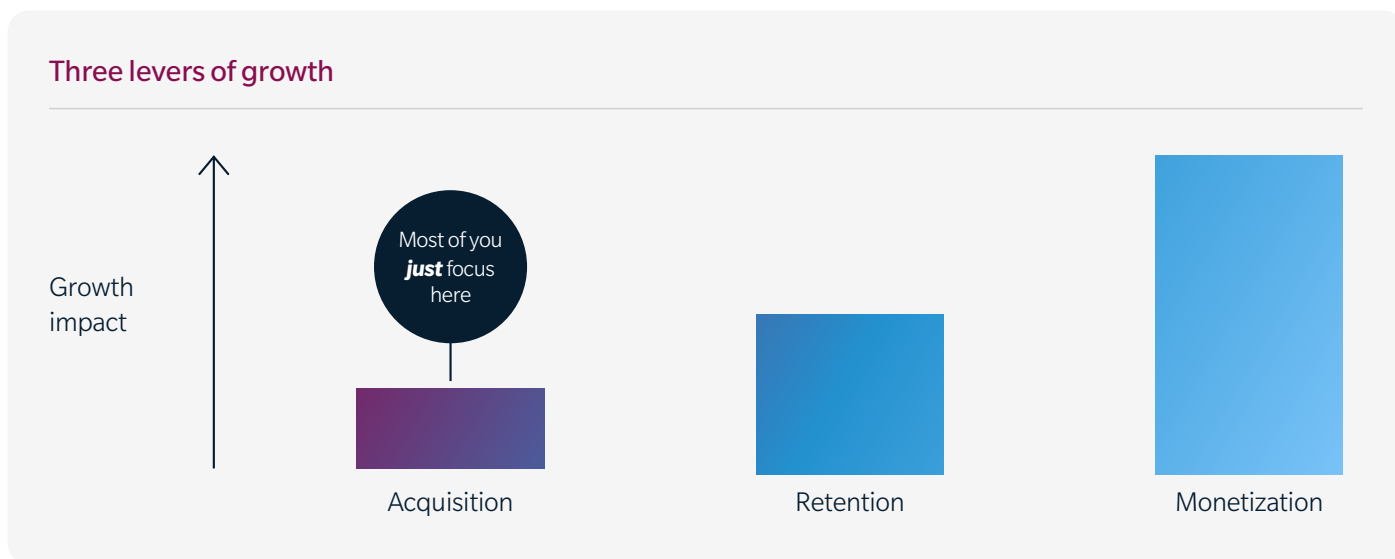 Three levers of growth
Growth
impact
Most of you
just focus
here
Acquisition
Retention
Monetization